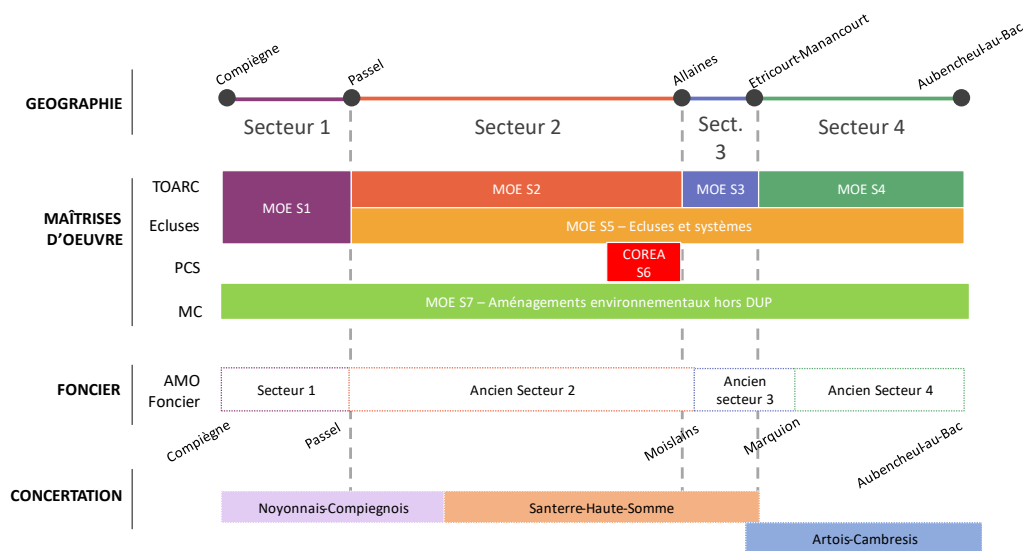 Compiègne
Passel
Allaines
Etricourt-Manancourt
Aubencheul-au-Bac
GEOGRAPHIE
Secteur 1
Secteur 2
Sect.
3
Secteur 4
MAÎTRISES
D'OEUVRE
TOARC
MOE S1
MOE S2
MOE S3
MOE S4
Ecluses
MOE S5 – Ecluses et systèmes
PCS
COREA
S6
MC
MOE S7 – Aménagements environnementaux hors DUP
FONCIER
AMO
Foncier
Secteur 1
Ancien Secteur 2
Ancien
secteur 3
Ancien Secteur 4
Compiègne
Passel
Moislains
Marquion
Aubencheul-au-Bac
CONCERTATION
Noyonnais-Compiegnois
Santerre-Haute-Somme
Artois-Cambresis